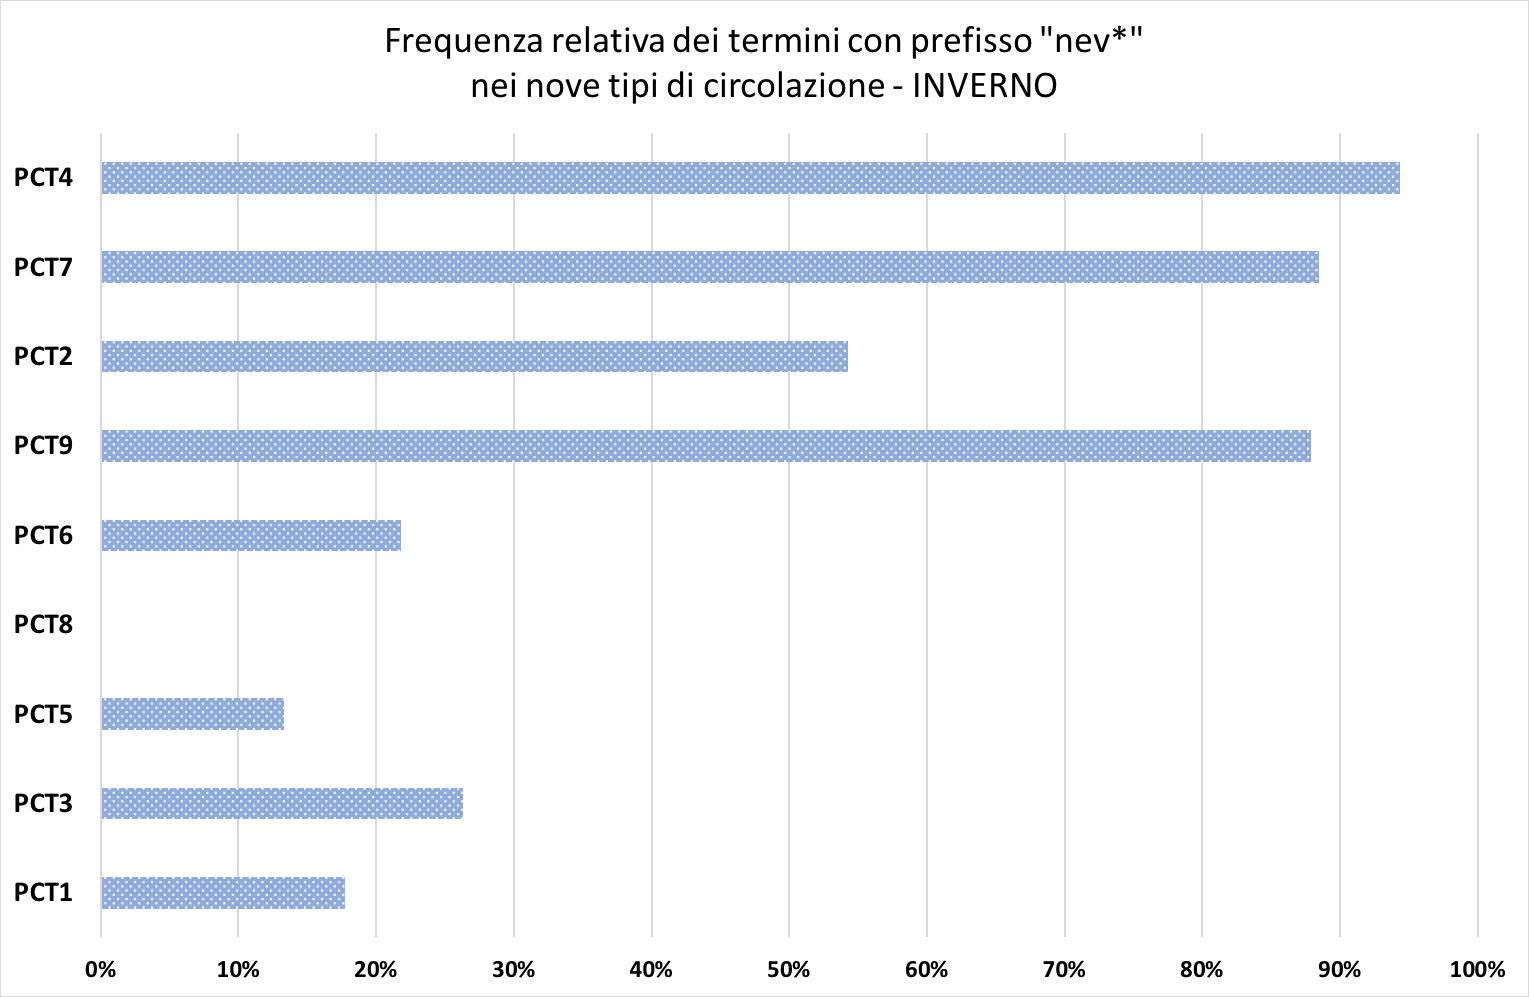 Frequenza relativa dei termini con prefisso "nev*"
nei nove tipi di circolazione - INVERNO
PCT4
PCT7
PCT2
PCT9
PCT6
PCT8
PCT5
PCT3
PCT1
0% 10% 20% 30% 40% 50% 60% 70% 80% 90% 100%